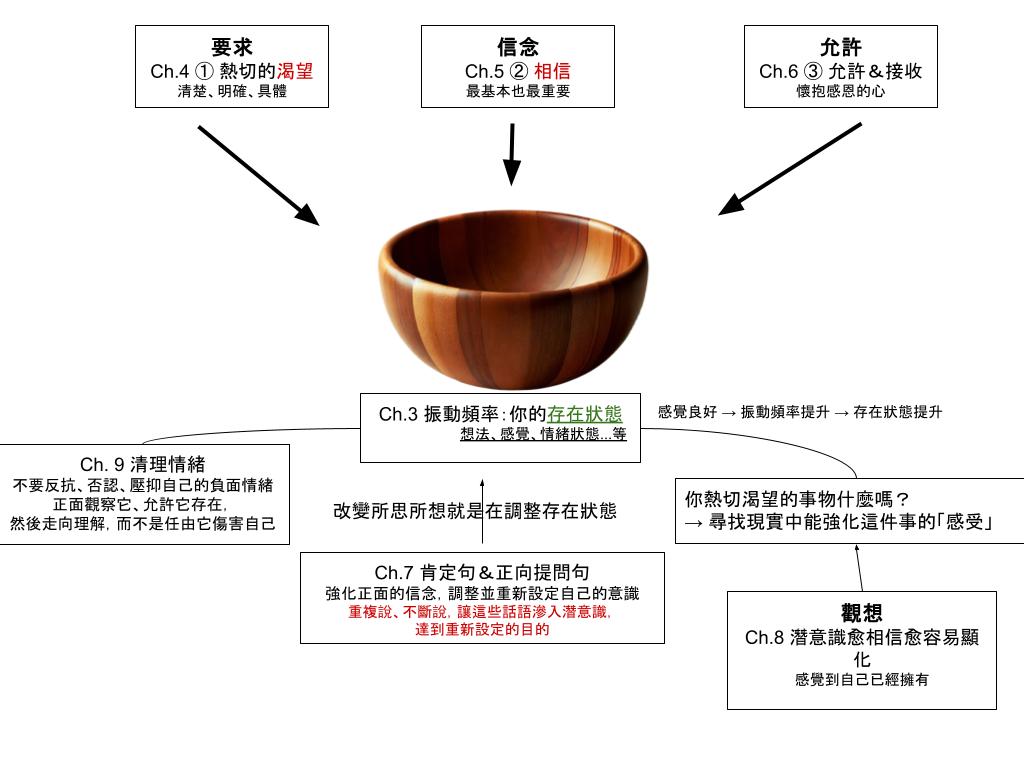 要求
Ch.4 ① 熱切的渴望
清楚、明確、具體
信念
Ch.5 ② 相信
最基本也最重要
允許
Ch.6 ③ 允許＆接收
懷抱感恩的心
Ch.3 振動頻率：你的存在狀態
想法、感覺、情緒狀態...等
感覺良好 → 振動頻率提升 → 存在狀態提升
Ch. 9 清理情緒
不要反抗、否認、壓抑自己的負面情緒
正面觀察它、允許它存在，
然後走向理解，而不是任由它傷害自己
改變所思所想就是在調整存在狀態
你熱切渴望的事物什麼嗎？
→ 尋找現實中能強化這件事的「感受」
Ch.7 肯定句＆正向提問句
強化正面的信念，調整並重新設定自己的意識
重複說、不斷說，讓這些話語滲入潛意識，
達到重新設定的目的
觀想
Ch.8 潛意識愈相信愈容易顯
化
感覺到自己已經擁有